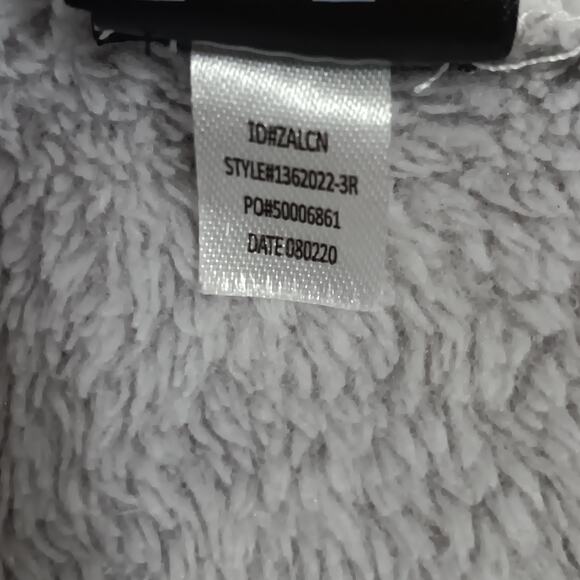 ID#ZALCN
STYLE#1362022-3R
PO#50006861
DATE 080220